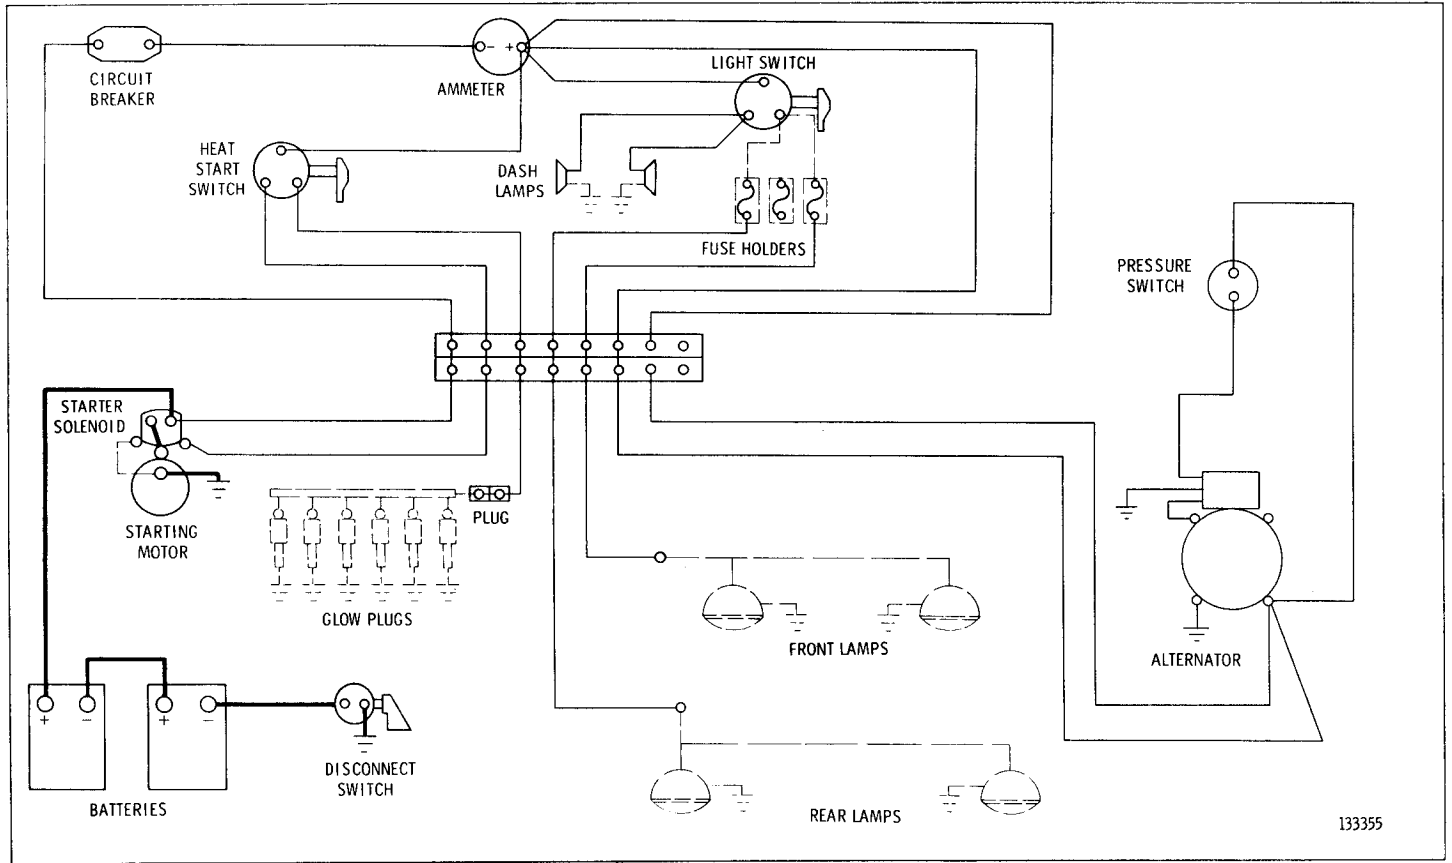 CIRCUIT
BREAKER
- +
AMMETER
LIGHT SWITCH
HEAT
START
SWITCH
DASH
LAMPS
FUSE HOLDERS
PRESSURE
SWITCH
STARTER
SOLENOID
STARTING
MOTOR
PLUG
GLOW PLUGS
FRONT LAMPS
ALTERNATOR
+ - + -
BATTERIES
DISCONNECT
SWITCH
REAR LAMPS
133355